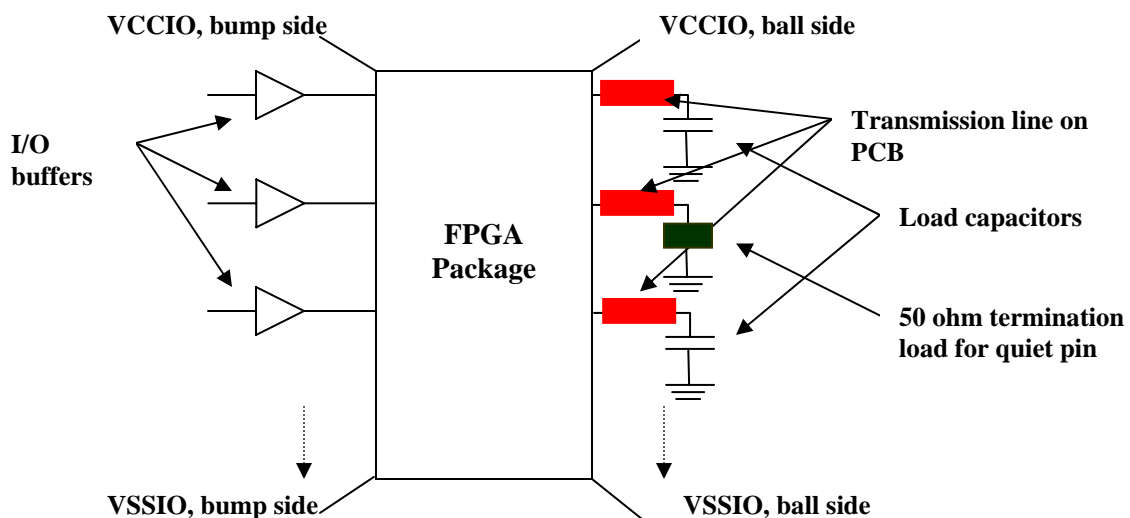 VCCIO, bump side
VCCIO, ball side
I/O
buffers
FPGA
Package
Transmission line on
PCB
Load capacitors
50 ohm termination
load for quiet pin
VSSIO, bump side
VSSIO, ball side